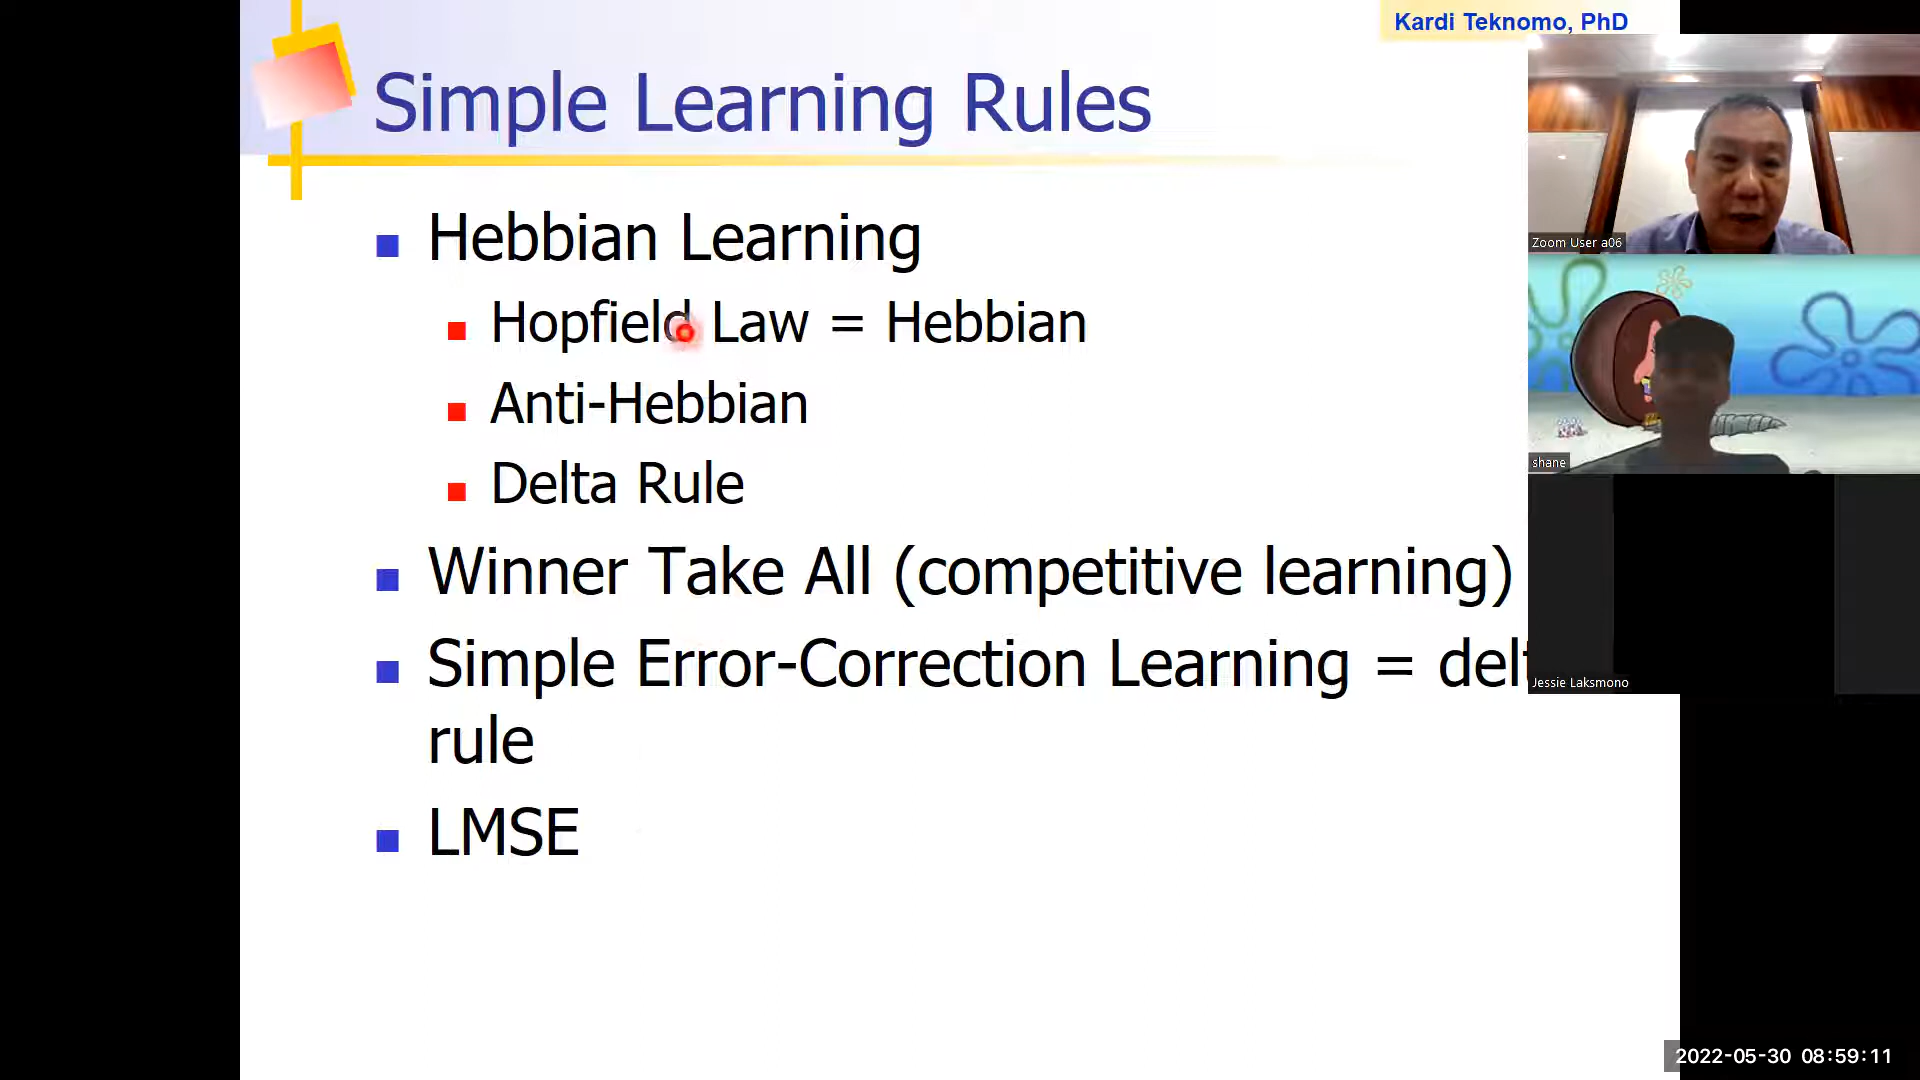 Kardi Teknomo, PhD
Simple Learning Rules
Hebbian Learning
Hopfield Law = Hebbian
Anti-Hebbian
Delta Rule
Winner Take All (competitive learning)
Simple Error-Correction Learning = delt
rule
LMSE
Zoom User a06
shane
Jessie Laksmono
2022-05-30 08:59:11